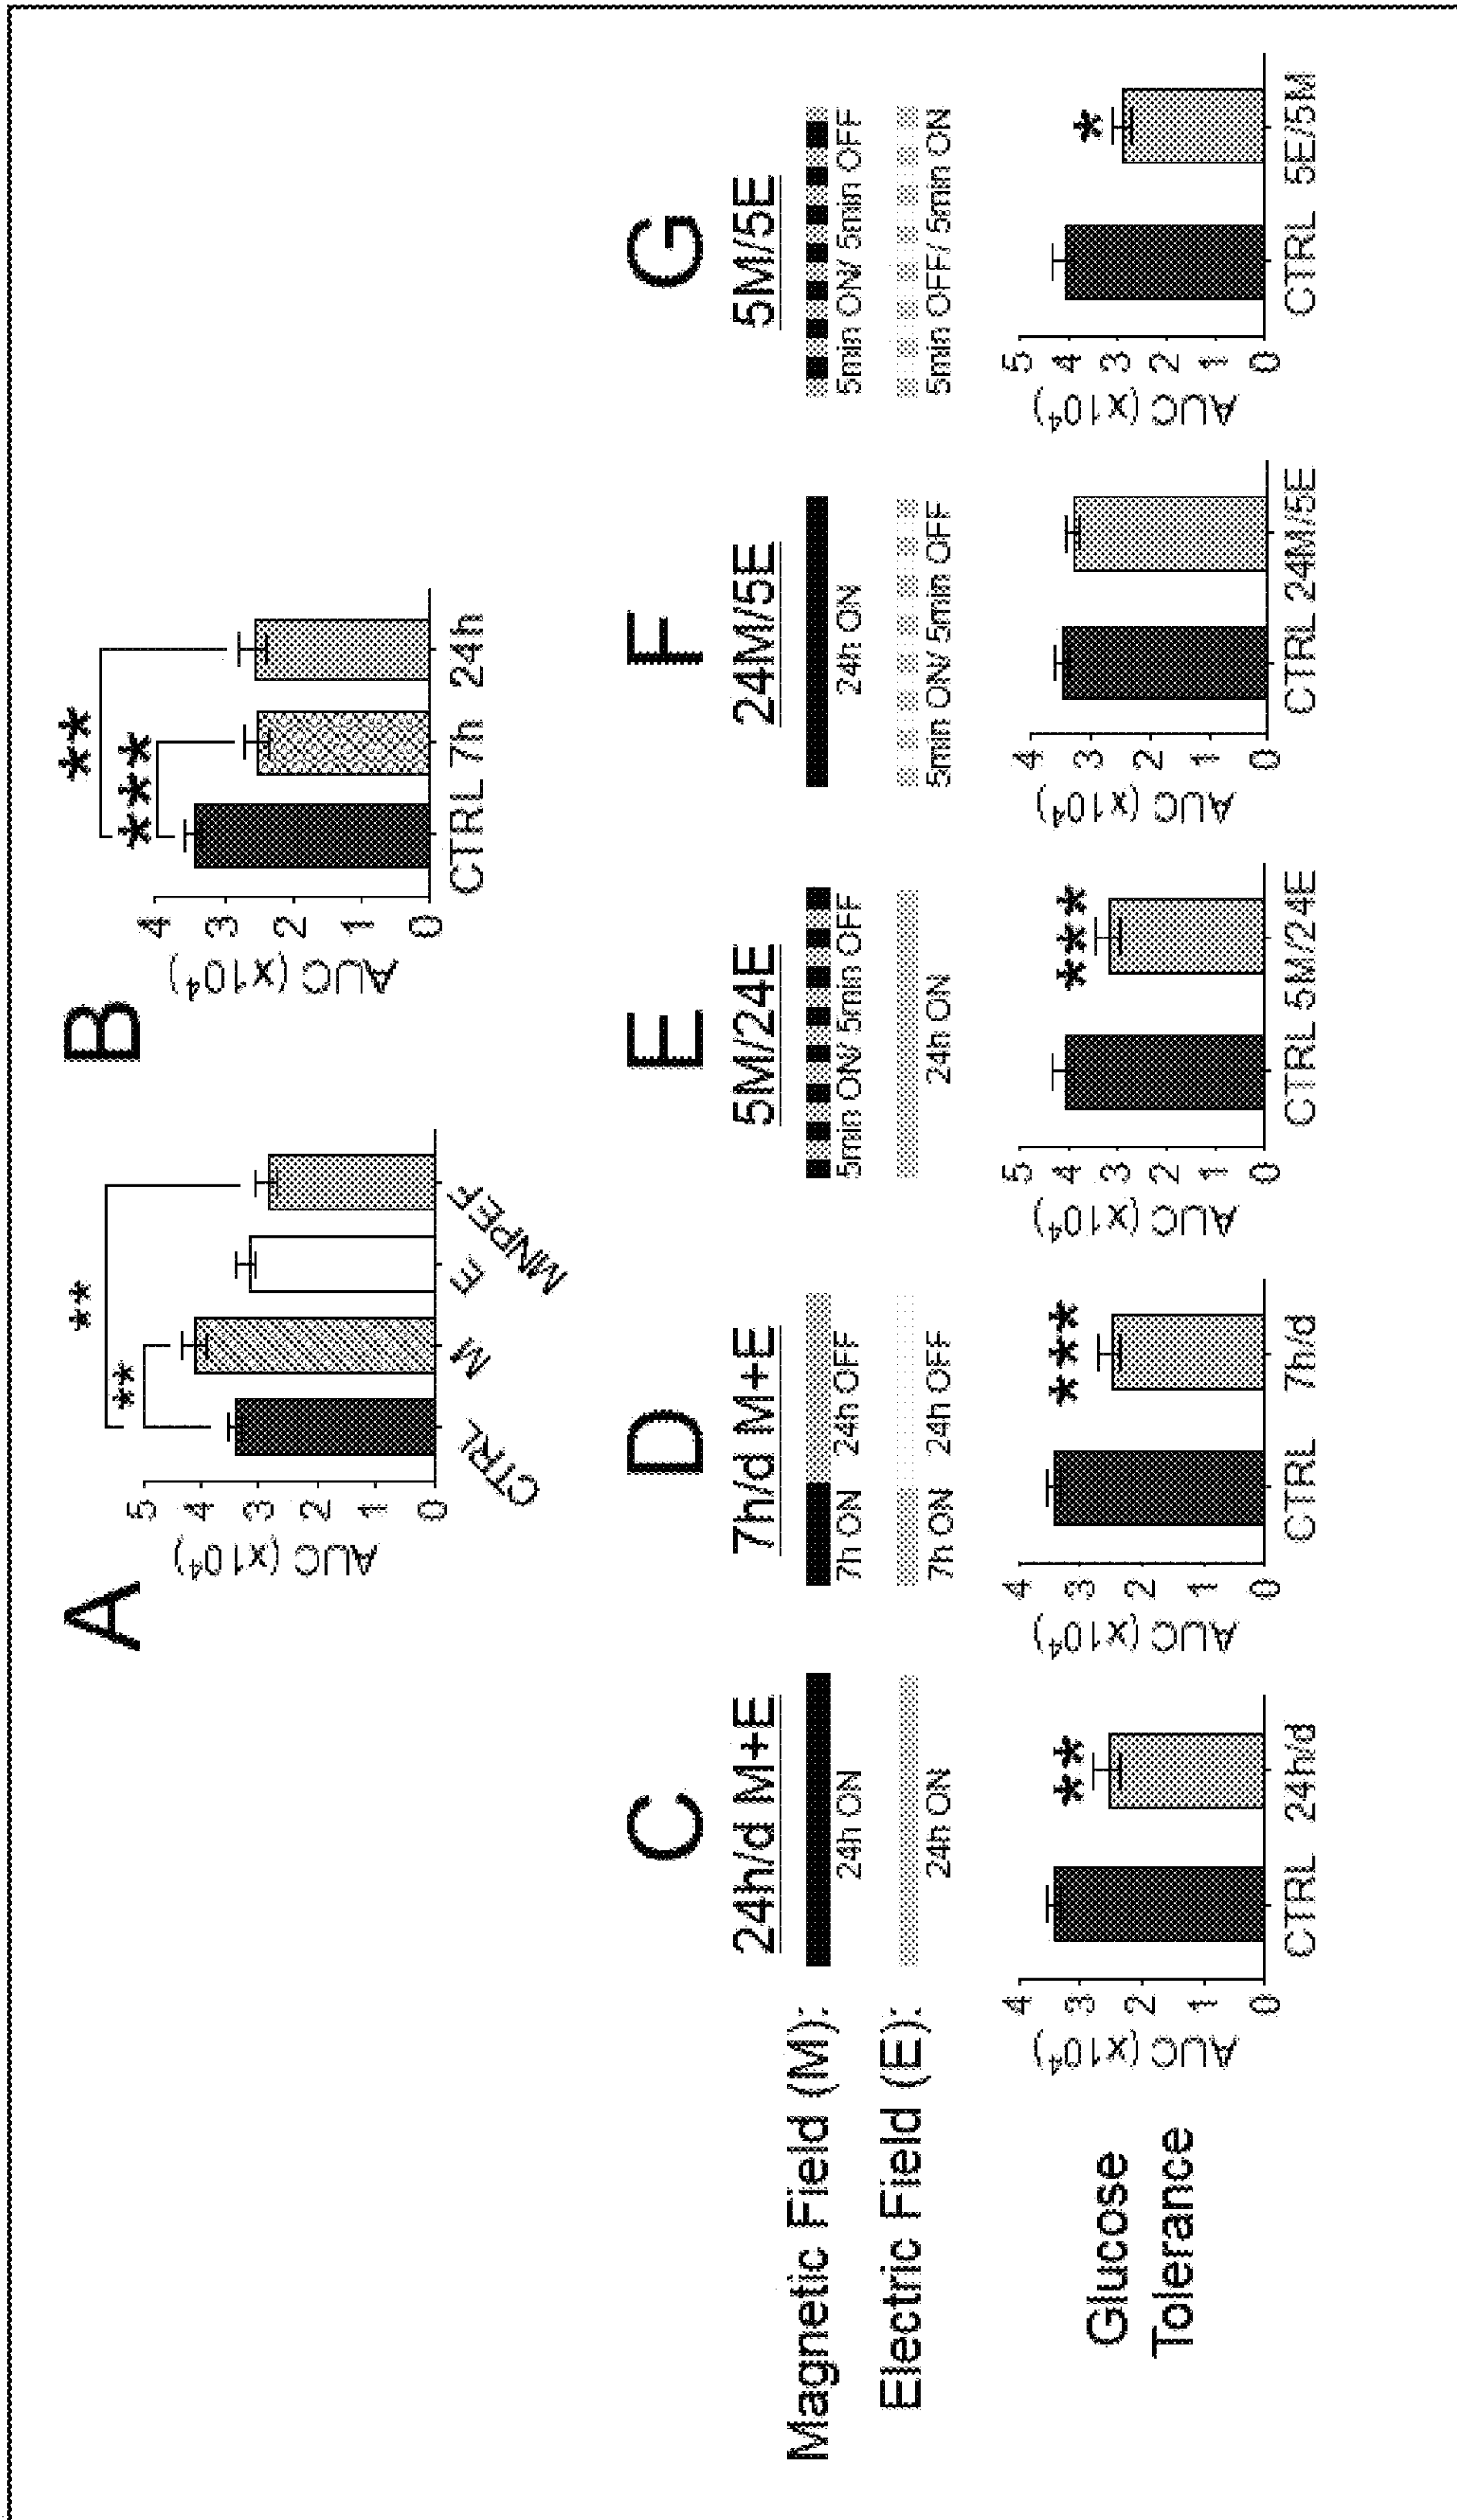 A
AUC (x10⁴)
5
4
3
2
1
0
**
**
CTRL
M
E
MNPEF
B
AUC (x10⁴)
4
3
2
1
0
**
***
CTRL 7h 24h
C
24h/d M+E
D
7h/d M+E
E
5M/24E
F
24M/5E
G
5M/5E
Magnetic Field (M):
24h ON
7h ON 24h OFF
5min ON/ 5min OFF
24h ON
5min ON/ 5min OFF
Electric Field (E):
24h ON
7h ON 24h OFF
24h ON
5min ON/ 5min OFF
5min OFF/ 5min ON
Glucose
Tolerance
AUC (x10⁴)
4
3
2
1
0
**
CTRL 24h/d
AUC (x10⁴)
4
3
2
1
0
***
CTRL 7h/d
AUC (x10⁴)
5
4
3
2
1
0
***
CTRL 5M/24E
AUC (x10⁴)
4
3
2
1
0
CTRL 24M/5E
AUC (x10⁴)
5
4
3
2
1
0
*
CTRL 5E/5M